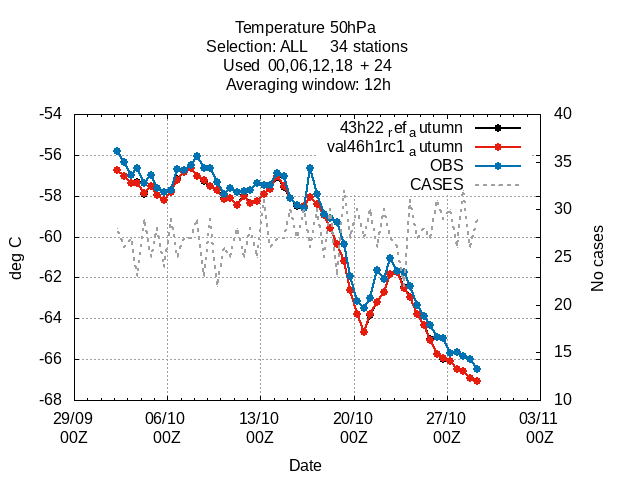 Temperature 50hPa
Selection: ALL 34 stations
Used 00,06,12,18 + 24
Averaging window: 12h
43h22 ref a utumn
val46h1rc1 a utumn
OBS
CASES
-54
-56
-58
-60
-62
-64
-66
-68
40
35
30
25
20
15
10
deg C
No cases
29/09 06/10 13/10 20/10 27/10 03/11
00Z 00Z 00Z 00Z 00Z 00Z
Date